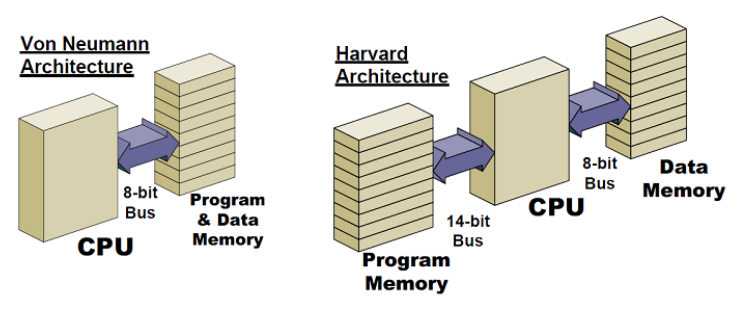 Von Neumann
Architecture
8-bit
Bus
CPU
Program
& Data
Memory
Harvard
Architecture
Program
Memory
14-bit
Bus
CPU
8-bit
Bus
Data
Memory